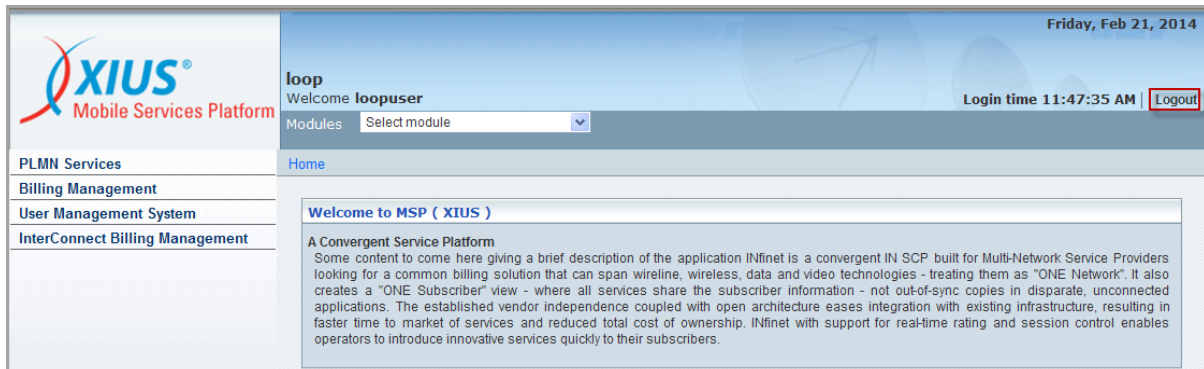 Friday, Feb 21, 2014
XIUS®
Mobile Services Platform
loop
Welcome loopuser
Login time 11:47:35 AM | Logout
Modules Select module
PLMN Services
Billing Management
User Management System
InterConnect Billing Management
Home
Welcome to MSP ( XIUS )
A Convergent Service Platform
Some content to come here giving a brief description of the application INfinet is a convergent IN SCP built for Multi-Network Service Providers
looking for a common billing solution that can span wireline, wireless, data and video technologies - treating them as "ONE Network". It also
creates a "ONE Subscriber" view - where all services share the subscriber information - not out-of-sync copies in disparate, unconnected
applications. The established vendor independence coupled with open architecture eases integration with existing infrastructure, resulting in
faster time to market of services and reduced total cost of ownership. INfinet with support for real-time rating and session control enables
operators to introduce innovative services quickly to their subscribers.